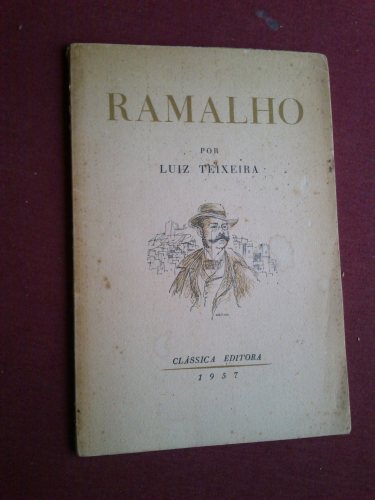 RAMALHO
POR
LUIZ TEIXEIRA
CLÁSSICA EDITORA
1957